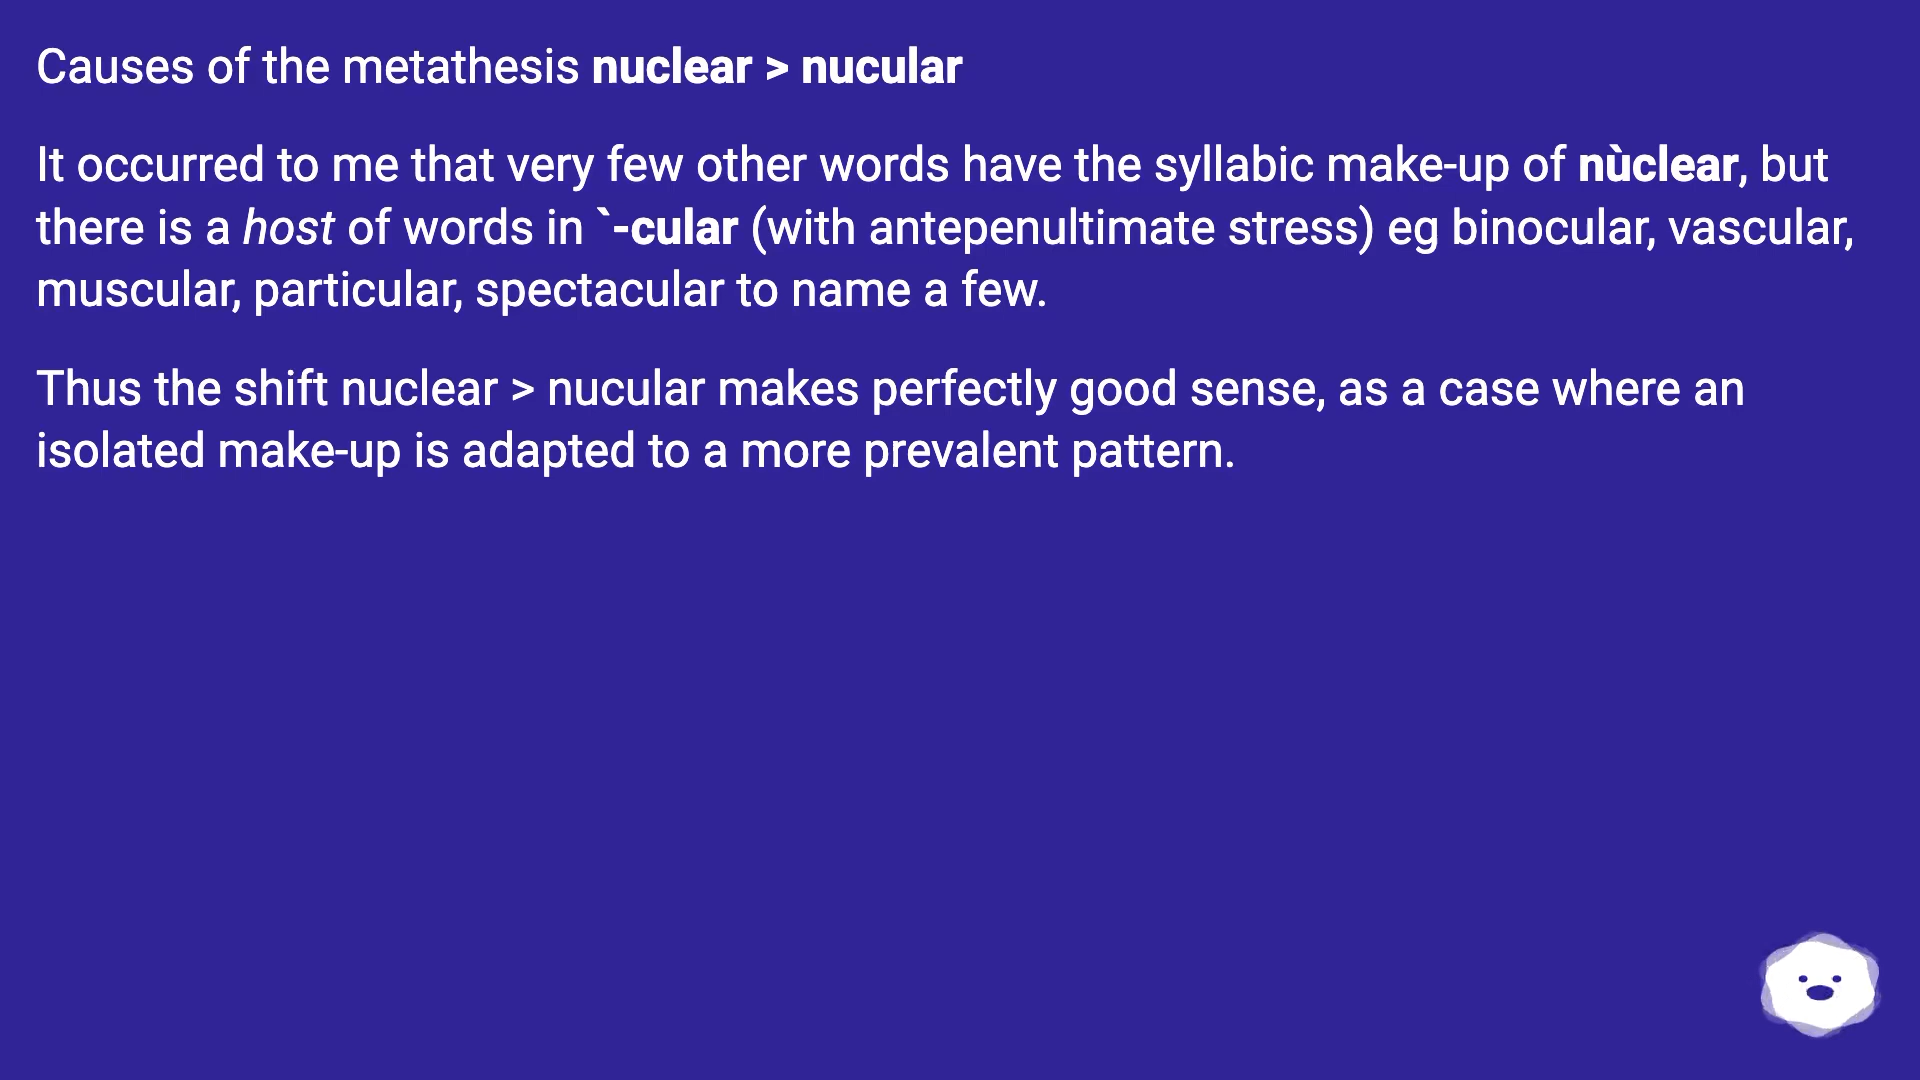 Causes of the metathesis nuclear > nucular
It occurred to me that very few other words have the syllabic make-up of nùclear, but
there is a host of words in `-cular (with antepenultimate stress) eg binocular, vascular,
muscular, particular, spectacular to name a few.
Thus the shift nuclear > nucular makes perfectly good sense, as a case where an
isolated make-up is adapted to a more prevalent pattern.